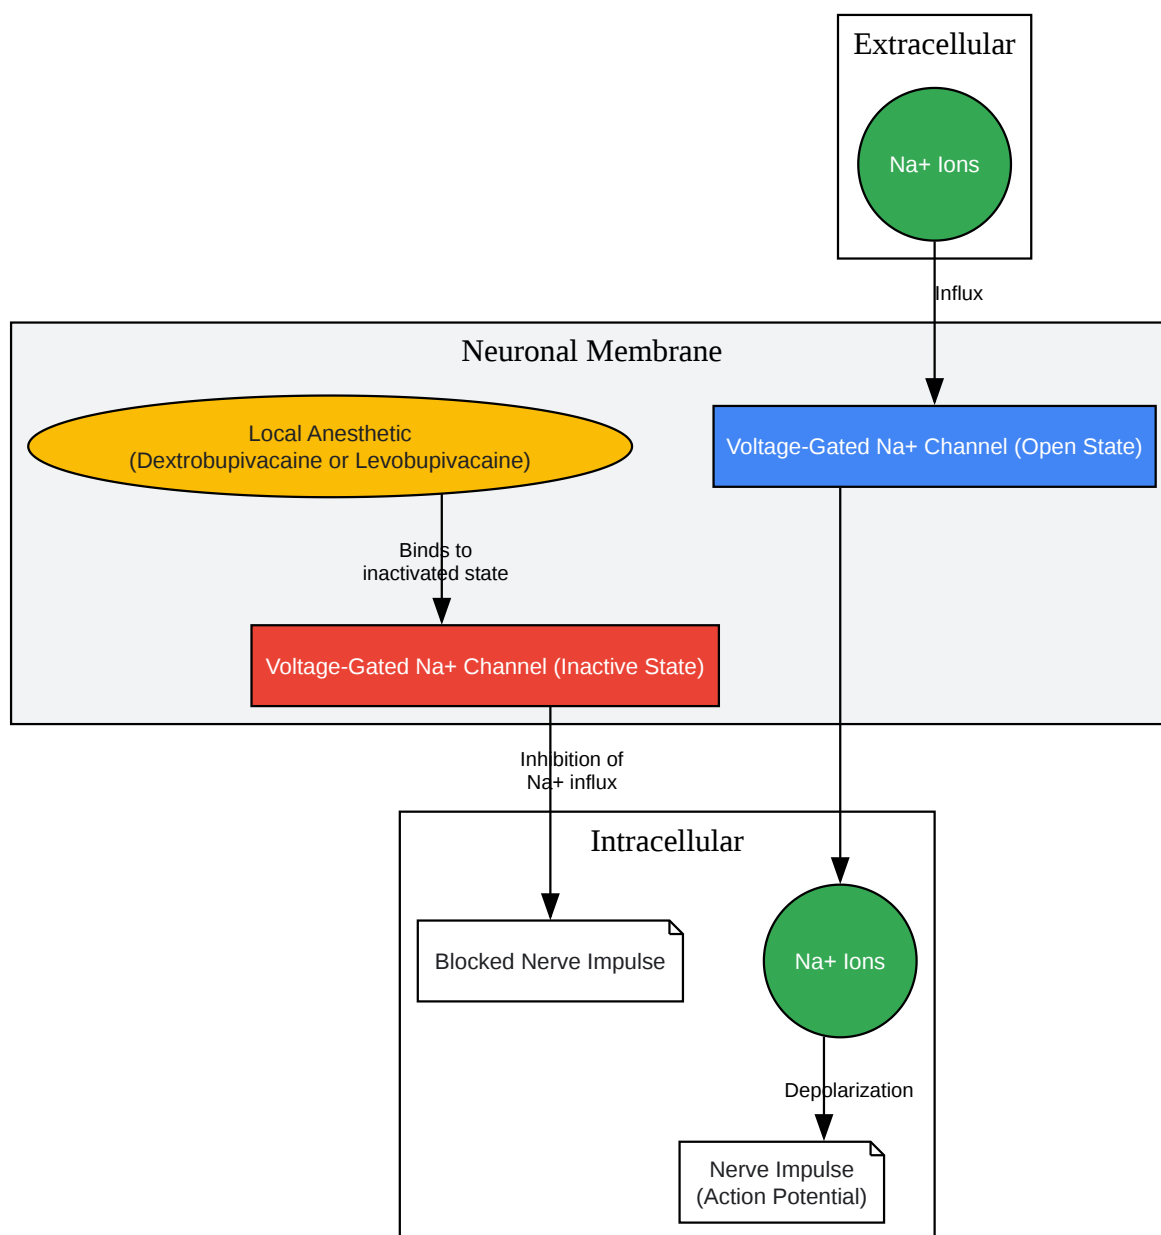 Extracellular
Na+ Ions
Influx
Neuronal Membrane
Local Anesthetic
(Dextrobupivacaine or Levobupivacaine)
Voltage-Gated Na+ Channel (Open State)
Binds to
inactivated state
Voltage-Gated Na+ Channel (Inactive State)
Inhibition of
Na+ influx
Intracellular
Blocked Nerve Impulse
Na+ Ions
Depolarization
Nerve Impulse
(Action Potential)